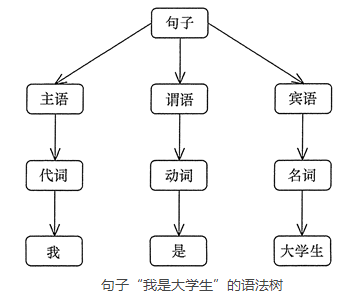 句子
主语 谓语 宾语
代词 动词 名词
我 是 大学生
句子“我是大学生”的语法树